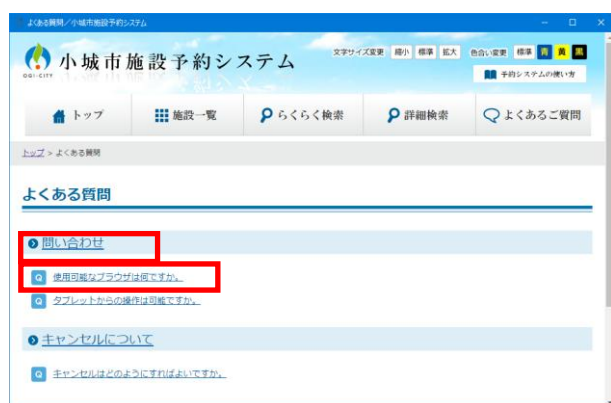 よくある質問／小城市施設予約システム
OGI-CITY
小城市施設予約システム
文字サイズ変更 縮小 標準 拡大 色合い変更 標準 青 黄 黒
予約システムの使い方
トップ 施設一覧 らくらく検索 詳細検索 よくあるご質問
トップ > よくある質問
よくある質問
問い合わせ
Q 使用可能なブラウザは何ですか。
Q タブレットからの操作は可能ですか。
キャンセルについて
Q キャンセルはどのようにすればよいですか。